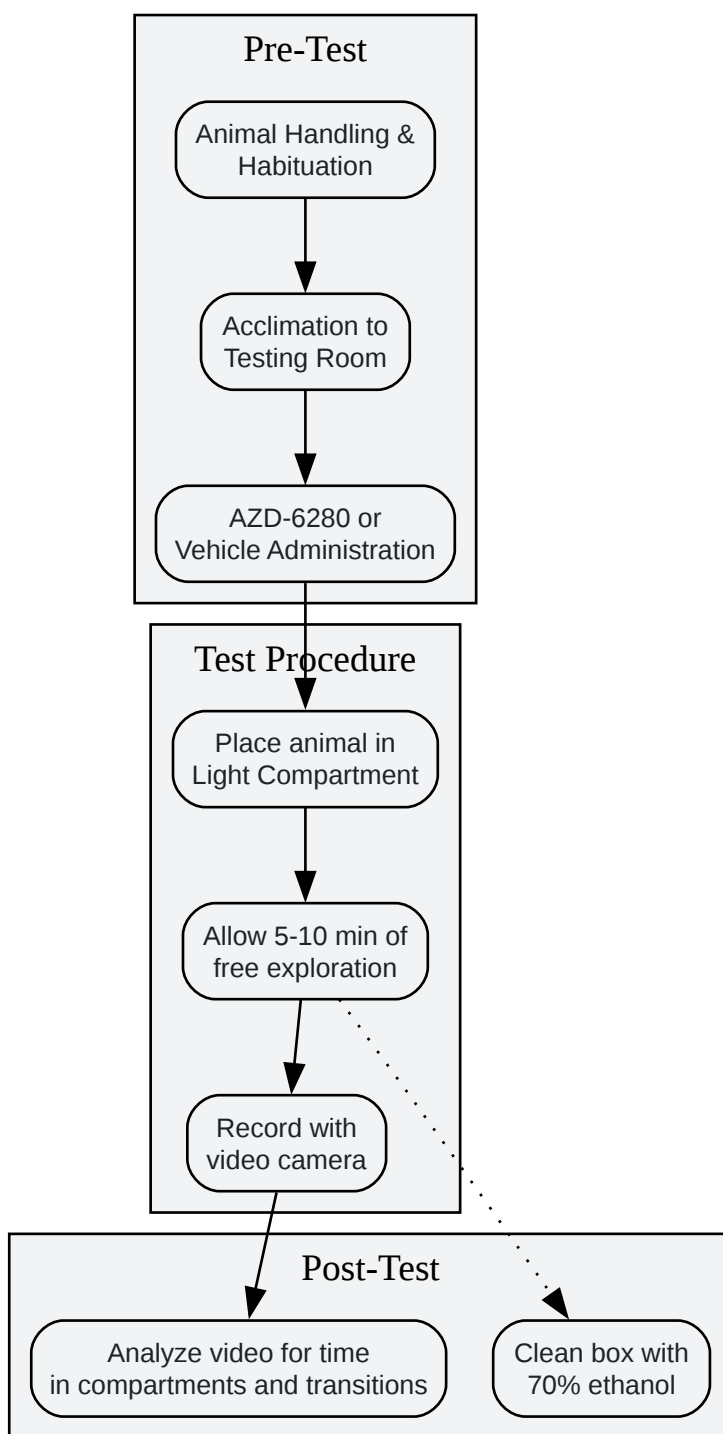 Pre-Test
Animal Handling &
Habituation
Acclimation to
Testing Room
AZD-6280 or
Vehicle Administration
Test Procedure
Place animal in
Light Compartment
Allow 5-10 min of
free exploration
Record with
video camera
Post-Test
Analyze video for time
in compartments and transitions
Clean box with
70% ethanol